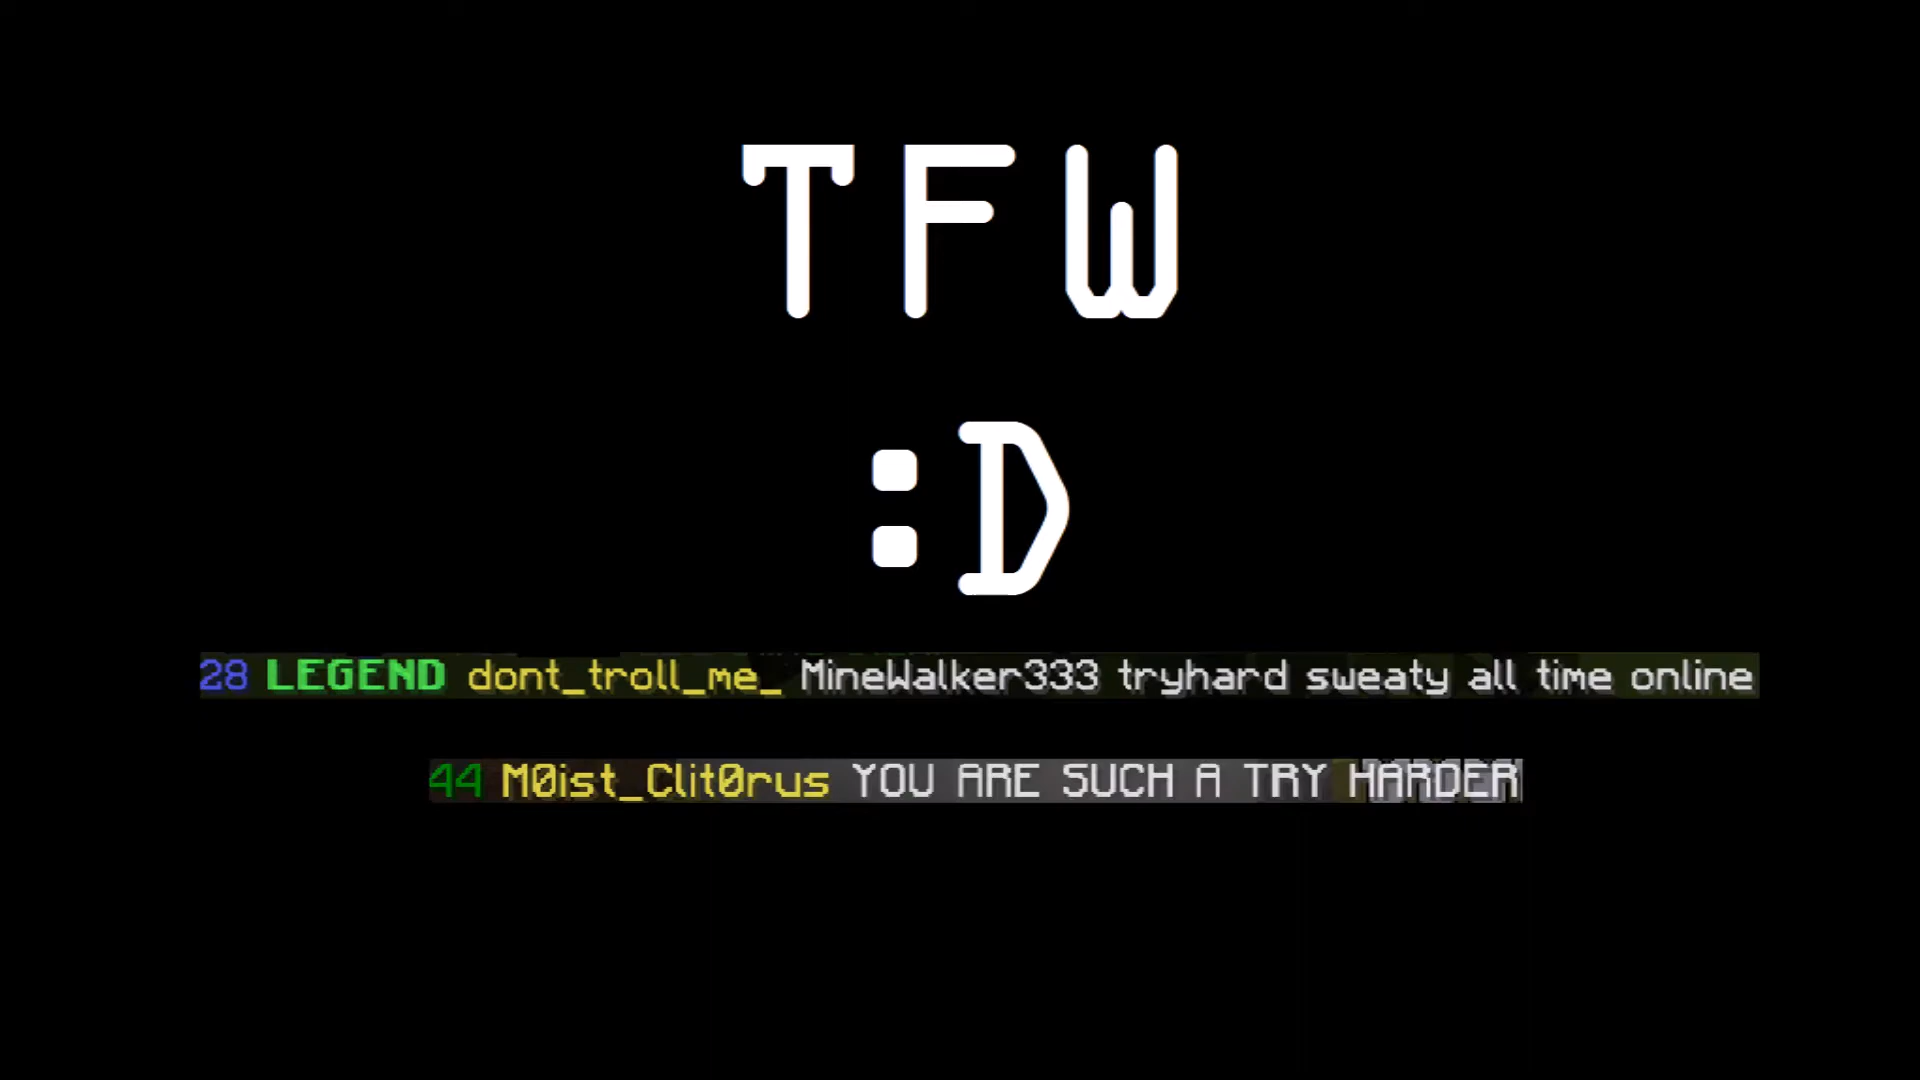 TFW
:D
28 LEGEND dont_troll_me_ MineWalker333 tryhard sweaty all time online
44 M0ist_Clit0rus YOU ARE SUCH A TRY HARDER